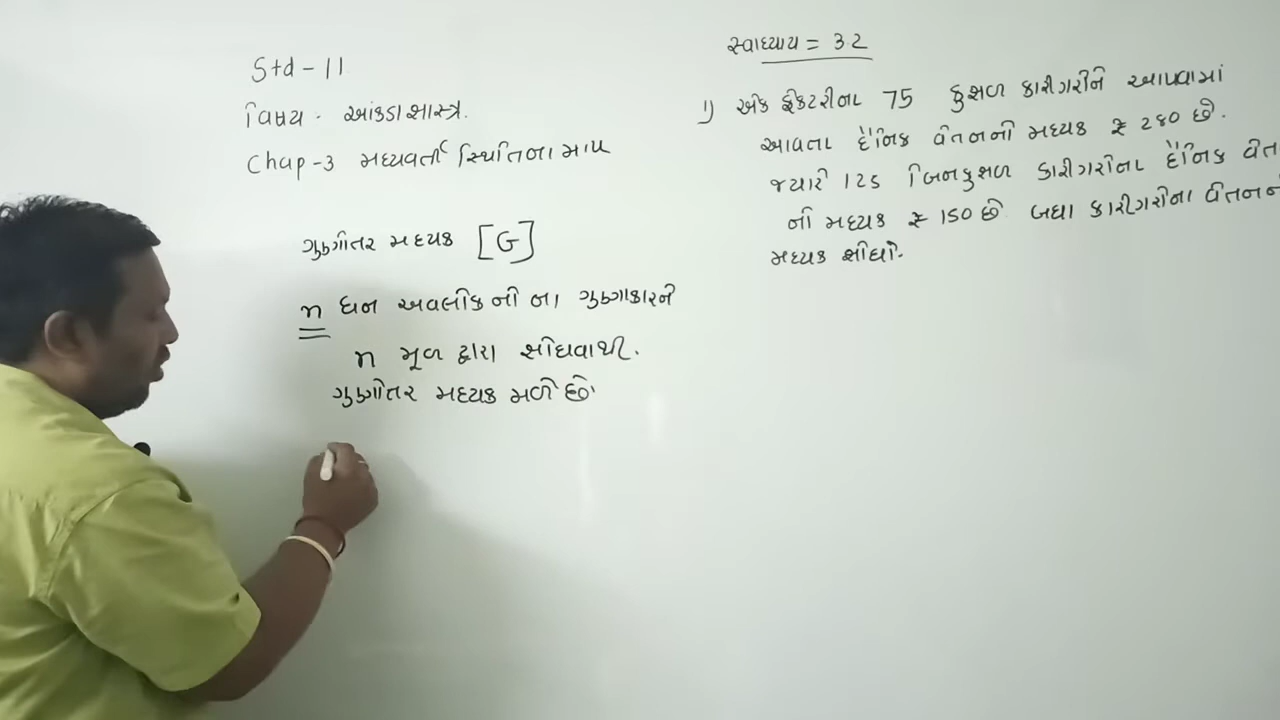 Std - 11
વિષય - આંકડાશાસ્ત્ર.
Chap - 3 મધ્યવર્તી સ્થિતિના માપ
ગુણોત્તર મધ્યક [G]
n ઘન અવલોકનો ના ગુણાકારને
n મૂળ દ્વારા શોધવાથી.
ગુણોત્તર મધ્યક મળે છે.
સ્વાધ્યાય = 3.2
1) એક ફેક્ટરીના 75 કુશળ કારીગરોને આપવામાં
આવતા દૈનિક વેતનનો મધ્યક ₹ 280 છે.
જ્યારે 125 બિનકુશળ કારીગરોના દૈનિક
નો મધ્યક ₹ 150 છે બધા કારીગરોના વેતનનો
મધ્યક શોધો.